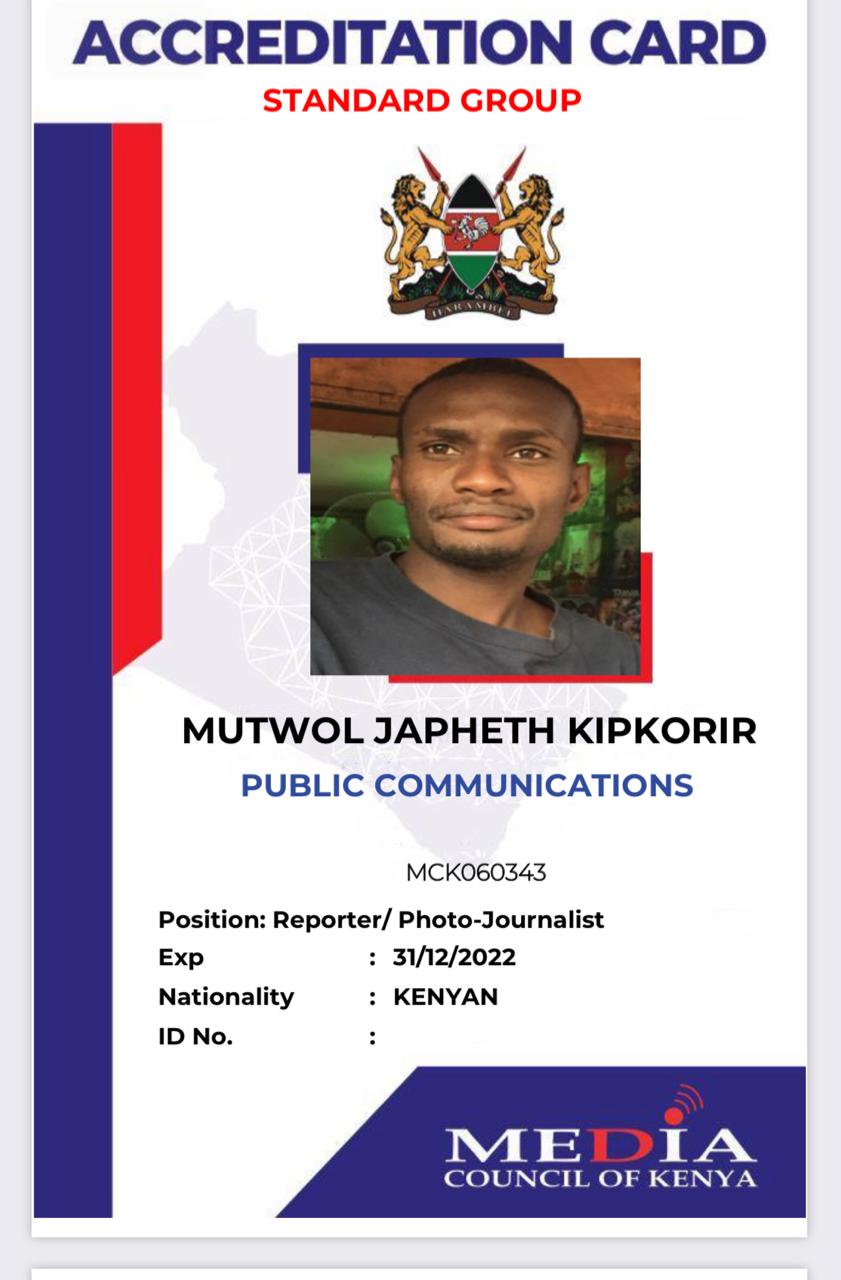 ACCREDITATION CARD
STANDARD GROUP
HARAMBEE
MUTWOL JAPHETH KIPKORIR
PUBLIC COMMUNICATIONS
MCK060343
Position: Reporter/ Photo-Journalist
Exp : 31/12/2022
Nationality : KENYAN
ID No. :
MEDIA
COUNCIL OF KENYA